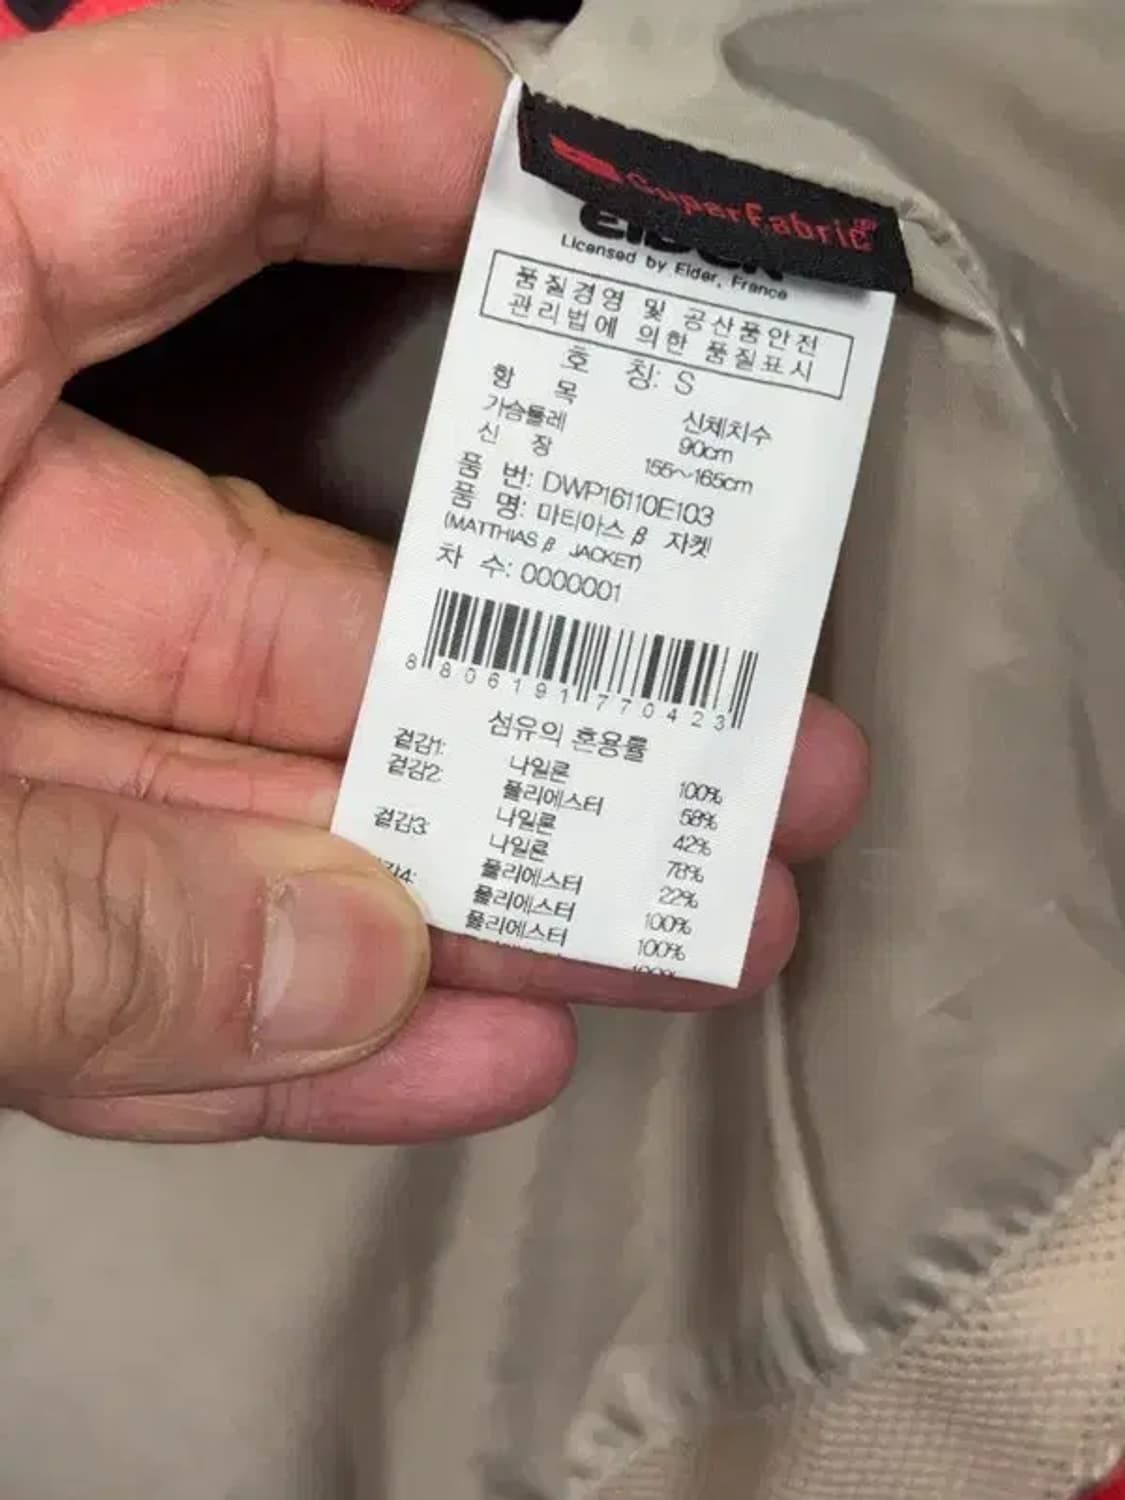 SuperFabric®
Licensed by Eider, France
품질경영 및 공산품안전
관리법에 의한 품질표시
호 칭: S
항 목 신체치수
가슴둘레 90cm
신 장 155~165cm
품 번: DWP16110E103
품 명: 마티아스 β 자켓
(MATTHIAS β JACKET)
차 수: 0000001
8 806191 770423
섬유의 혼용률
겉감1: 나일론 100%
겉감2: 폴리에스터 58%
나일론 42%
겉감3: 나일론 78%
폴리에스터 22%
폴리에스터 100%
폴리에스터 100%
100%